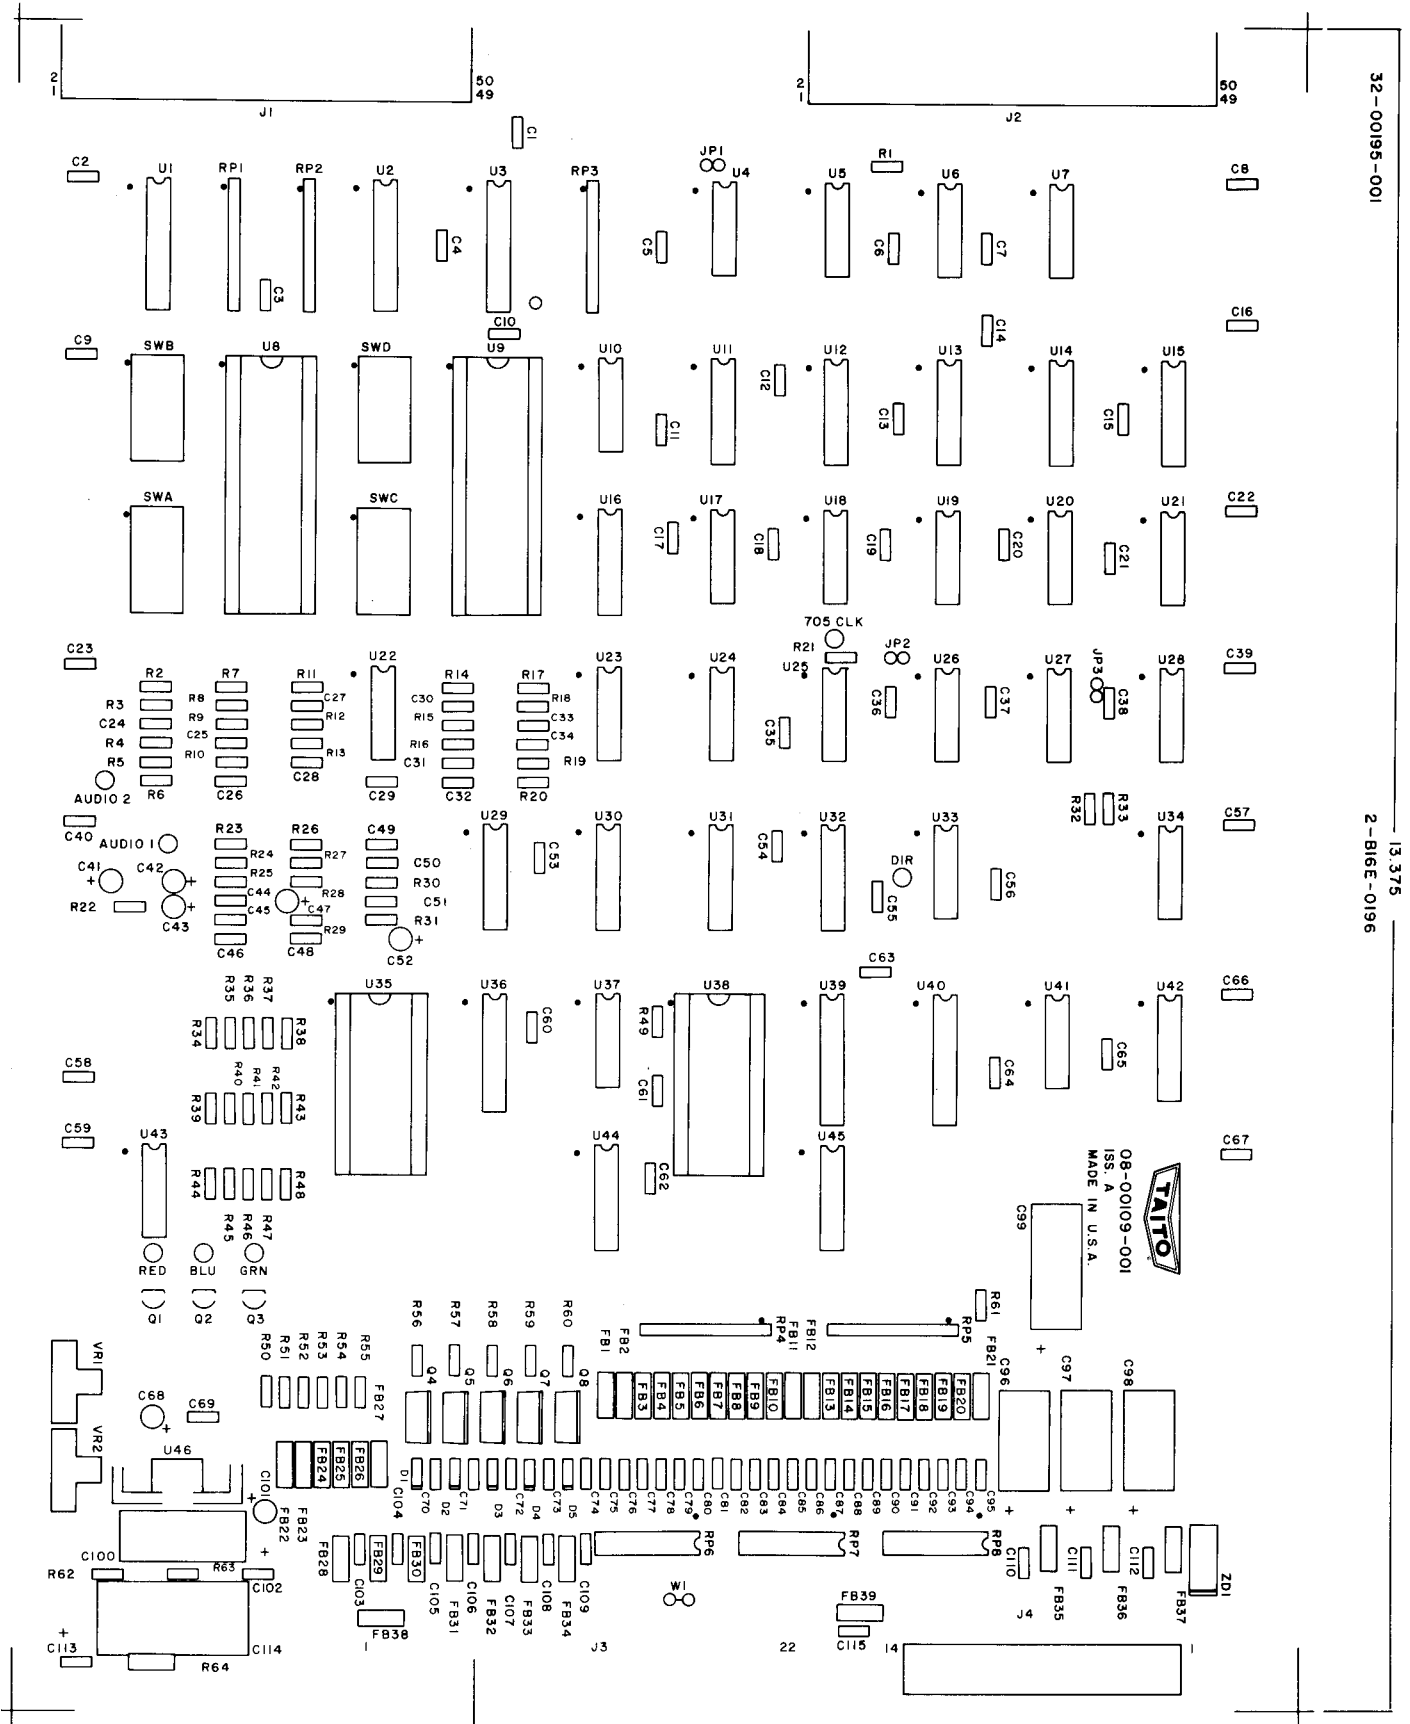 2
1
50
49
J1
2
1
50
49
J2
32-00195-001
C1
C2
U1
RP1
RP2
U2
U3
RP3
JP1
U4
U5
R1
U6
U7
C8
C3
C4
C5
C6
C7
C10
C14
C16
C9
SWB
U8
SWD
U9
U10
U11
U12
U13
U14
U15
C11
C12
C13
C15
SWA
SWC
U16
U17
U18
U19
U20
U21
C22
C17
C18
C19
C20
C21
705 CLK
R21
U25
JP2
JP3
C23
R2
R7
R11
U22
R14
R17
U23
U24
U26
U27
U28
C39
R3
R8
C27
C30
R18
C24
R9
R12
R15
C33
R4
C25
R13
R16
C34
R5
R10
C28
C31
R19
R6
C26
C29
C32
R20
C35
C36
C37
C38
AUDIO 2
C40
AUDIO 1
R23
R26
C49
U29
U30
U31
U32
U33
R32
R33
U34
C57
R24
R27
C50
C53
C54
DIR
C41
C42
R25
R28
R30
C55
C56
R22
C43
C44
C47
C51
C45
R29
R31
C46
C48
C52
2-B16E-0196
13.375
C63
R35
R36
R37
U35
U36
U37
U38
U39
U40
U41
U42
C66
R34
R38
C60
R49
C64
C65
C58
R40
R41
R42
R39
R43
C61
C59
U43
U44
U45
C67
R44
R48
C62
R45
R46
R47
08-00109-001
ISS. A
MADE IN U.S.A.
TAITO
C99
RED
BLU
GRN
Q1
Q2
Q3
R56
R57
R58
R59
R60
FB1
FB2
RP4
FB11
FB12
RP5
R61
FB21
C96
C97
C98
+
VR1
R50
R51
R52
R53
R54
R55
FB27
Q4
Q5
Q6
Q7
Q8
FB3
FB4
FB5
FB6
FB7
FB8
FB9
FB10
FB13
FB14
FB15
FB16
FB17
FB18
FB19
FB20
C68
+
C69
VR2
U46
C101
+
FB22
FB23
FB24
FB25
FB26
C104
D1
C70
D2
C71
D3
C72
D4
C73
D5
C74
C75
C76
C77
C78
C79
C80
C81
C82
C83
C84
C85
C86
C87
C88
C89
C90
C91
C92
C93
C94
C95
+
+
+
RP6
RP7
RP8
C110
C111
C112
FB35
FB36
FB37
ZD1
C100
R62
R63
+
C102
FB28
C103
FB29
FB30
C105
FB31
C106
FB32
C107
FB33
C108
FB34
C109
W1
FB39
C115
J4
+
C113
C114
R64
FB38
1
J3
22
14
1